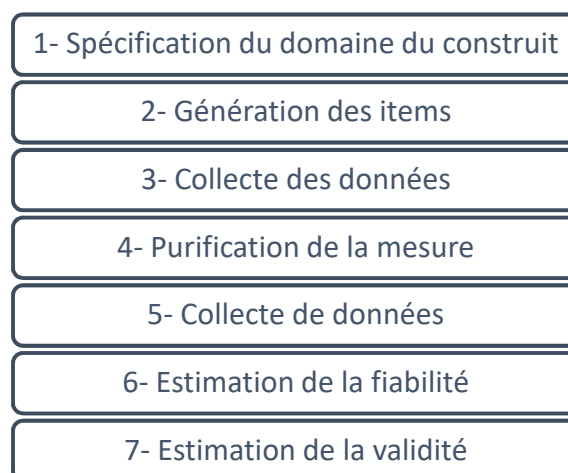 1- Spécification du domaine du construit
2- Génération des items
3- Collecte des données
4- Purification de la mesure
5- Collecte de données
6- Estimation de la fiabilité
7- Estimation de la validité